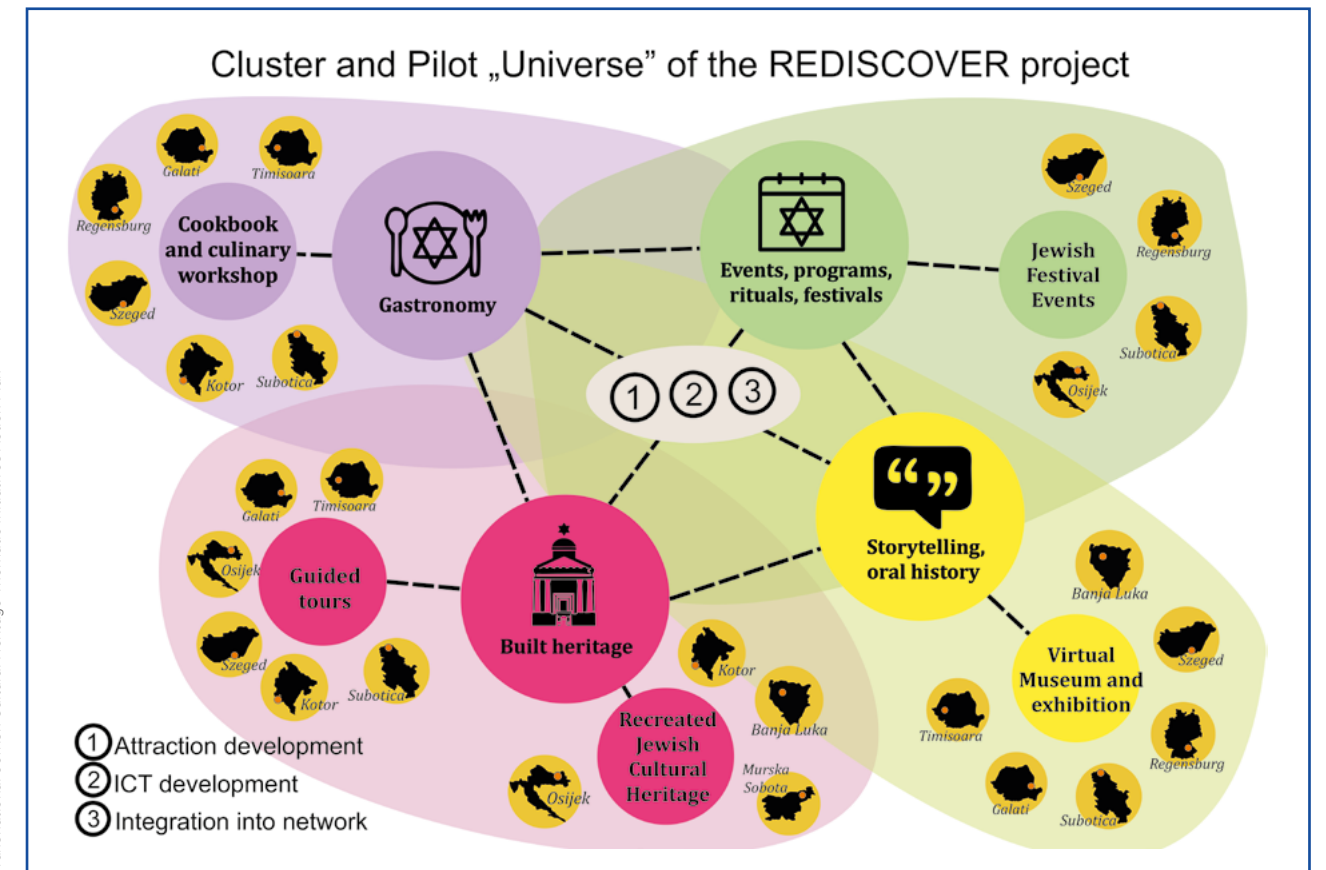 Cluster and Pilot „Universe” of the REDISCOVER project
Galati
Timisoara
Regensburg
Cookbook
and culinary
workshop
Szeged
Kotor
Subotica
Gastronomy
Events, programs,
rituals, festivals
Szeged
Regensburg
Jewish
Festival
Events
Subotica
Osijek
1 2 3
Galati
Timisoara
Osijek
Guided
tours
Szeged
Kotor
Subotica
Built heritage
Storytelling,
oral history
Banja Luka
Szeged
Virtual
Museum and
exhibition
Timisoara
Regensburg
Galati
Subotica
Kotor
Banja Luka
Recreated
Jewish
Cultural
Heritage
Osijek
Murska
Sobota
1 Attraction development
2 ICT development
3 Integration into network